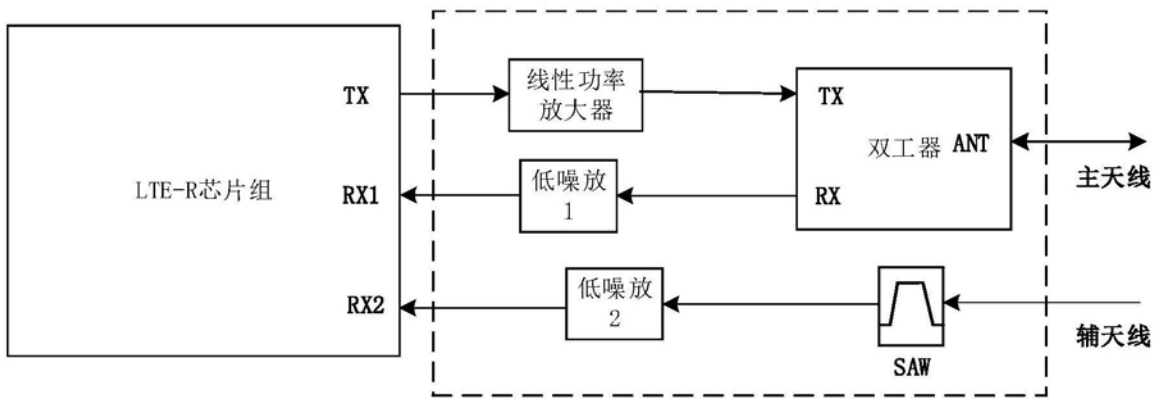 线性功率
放大器
TX
TX
双工器 ANT
主天线
LTE-R芯片组
RX1
低噪放
1
RX
RX2
低噪放
2
SAW
辅天线